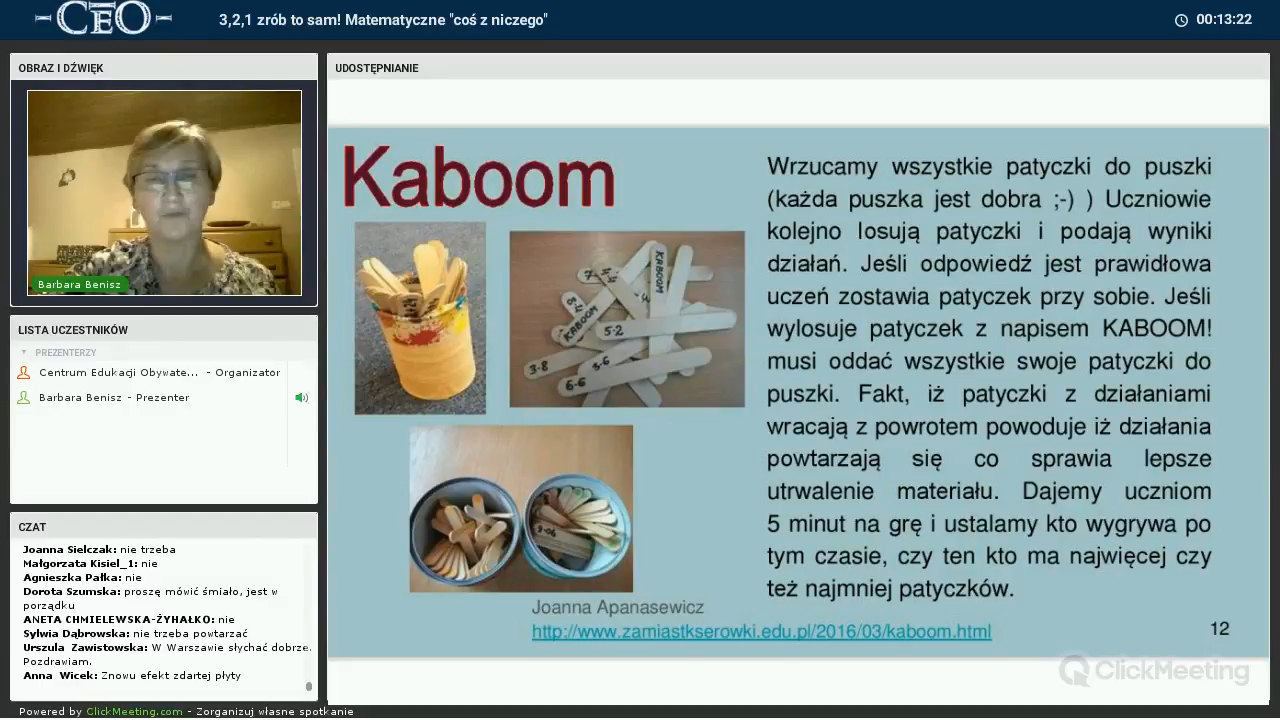 CEO
3,2,1 zrób to sam! Matematyczne "coś z niczego"
00:13:22
OBRAZ I DŹWIĘK
Barbara Benisz
LISTA UCZESTNIKÓW
PREZENTERZY
Centrum Edukacji Obywate... - Organizator
Barbara Benisz - Prezenter
CZAT
Joanna Sielczak: nie trzeba
Małgorzata Kisiel_1: nie
Agnieszka Pałka: nie
Dorota Szumska: proszę mówić śmiało, jest w
porządku
ANETA CHMIELEWSKA-ŻYHAŁKO: nie
Sylwia Dąbrowska: nie trzeba powtarzać
Urszula Zawistowska: W Warszawie słychać dobrze.
Pozdrawiam.
Anna Wicek: Znowu efekt zdartej płyty
UDOSTĘPNIANIE
Kaboom
KABOOM
KABOOM
5·2
3·8
3·6
6·6
Wrzucamy wszystkie patyczki do puszki
(każda puszka jest dobra ;-) ) Uczniowie
kolejno losują patyczki i podają wyniki
działań. Jeśli odpowiedź jest prawidłowa
uczeń zostawia patyczek przy sobie. Jeśli
wylosuje patyczek z napisem KABOOM!
musi oddać wszystkie swoje patyczki do
puszki. Fakt, iż patyczki z działaniami
wracają z powrotem powoduje iż działania
powtarzają się co sprawia lepsze
utrwalenie materiału. Dajemy uczniom
5 minut na grę i ustalamy kto wygrywa po
tym czasie, czy ten kto ma najwięcej czy
też najmniej patyczków.
Joanna Apanasewicz
http://www.zamiastkserowki.edu.pl/2016/03/kaboom.html
12
ClickMeeting
Powered by ClickMeeting.com - Zorganizuj własne spotkanie